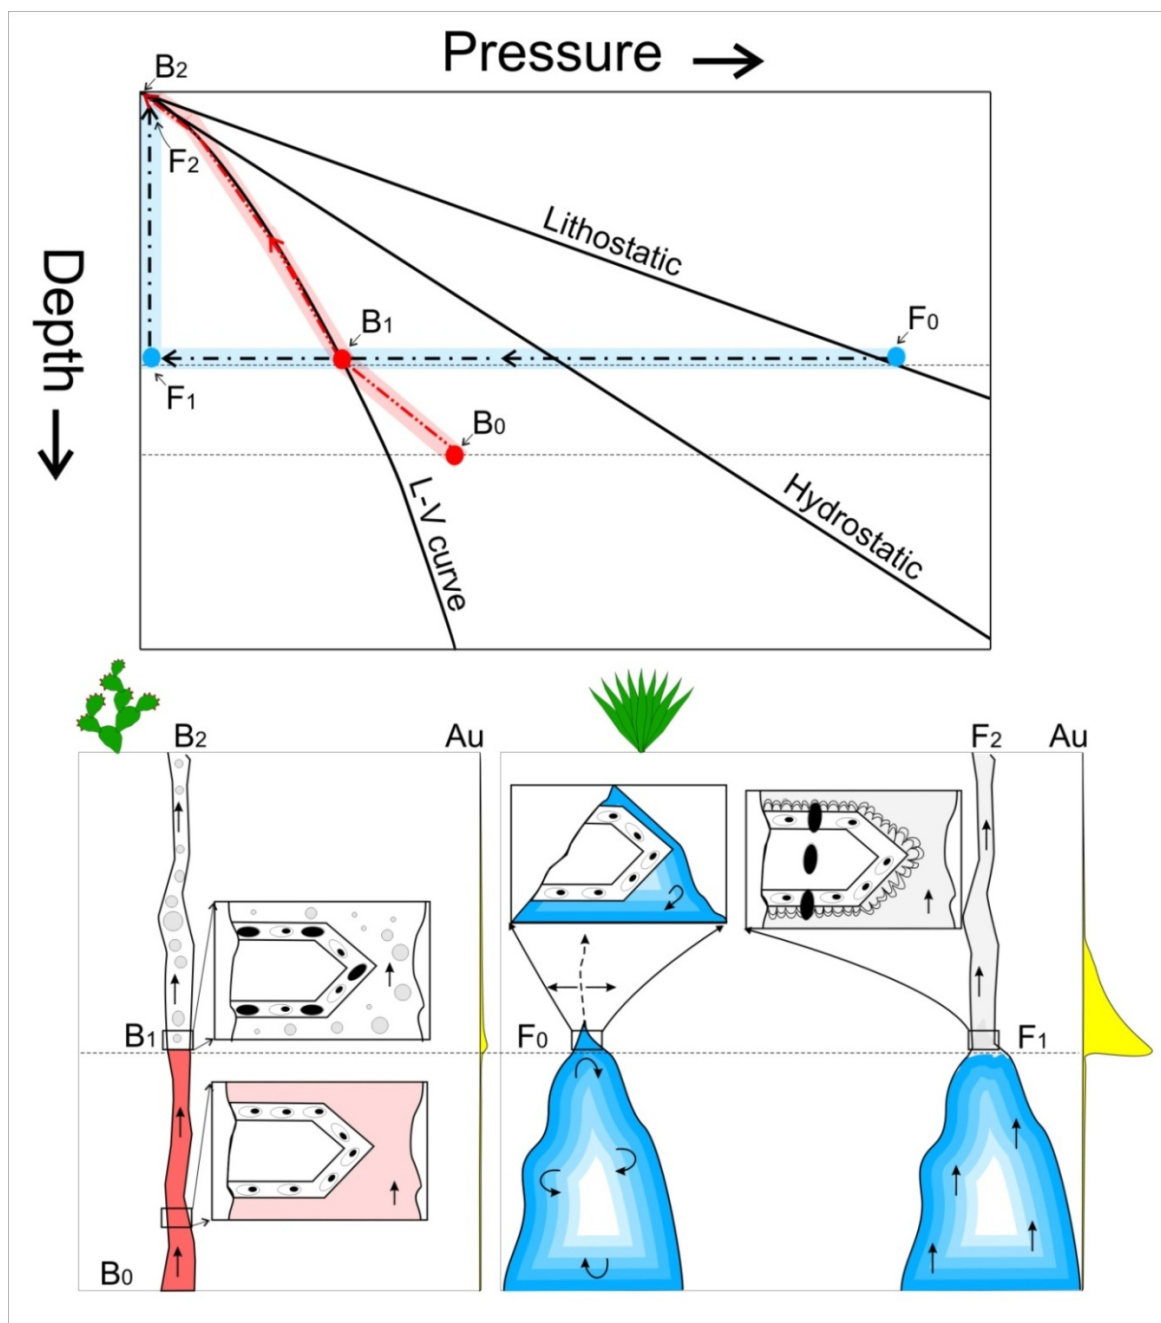 Pressure
B2
F2
Lithostatic
Depth
B1
F0
F1
B0
L-V curve
Hydrostatic
B2
Au
F2
Au
B1
F0
F1
B0